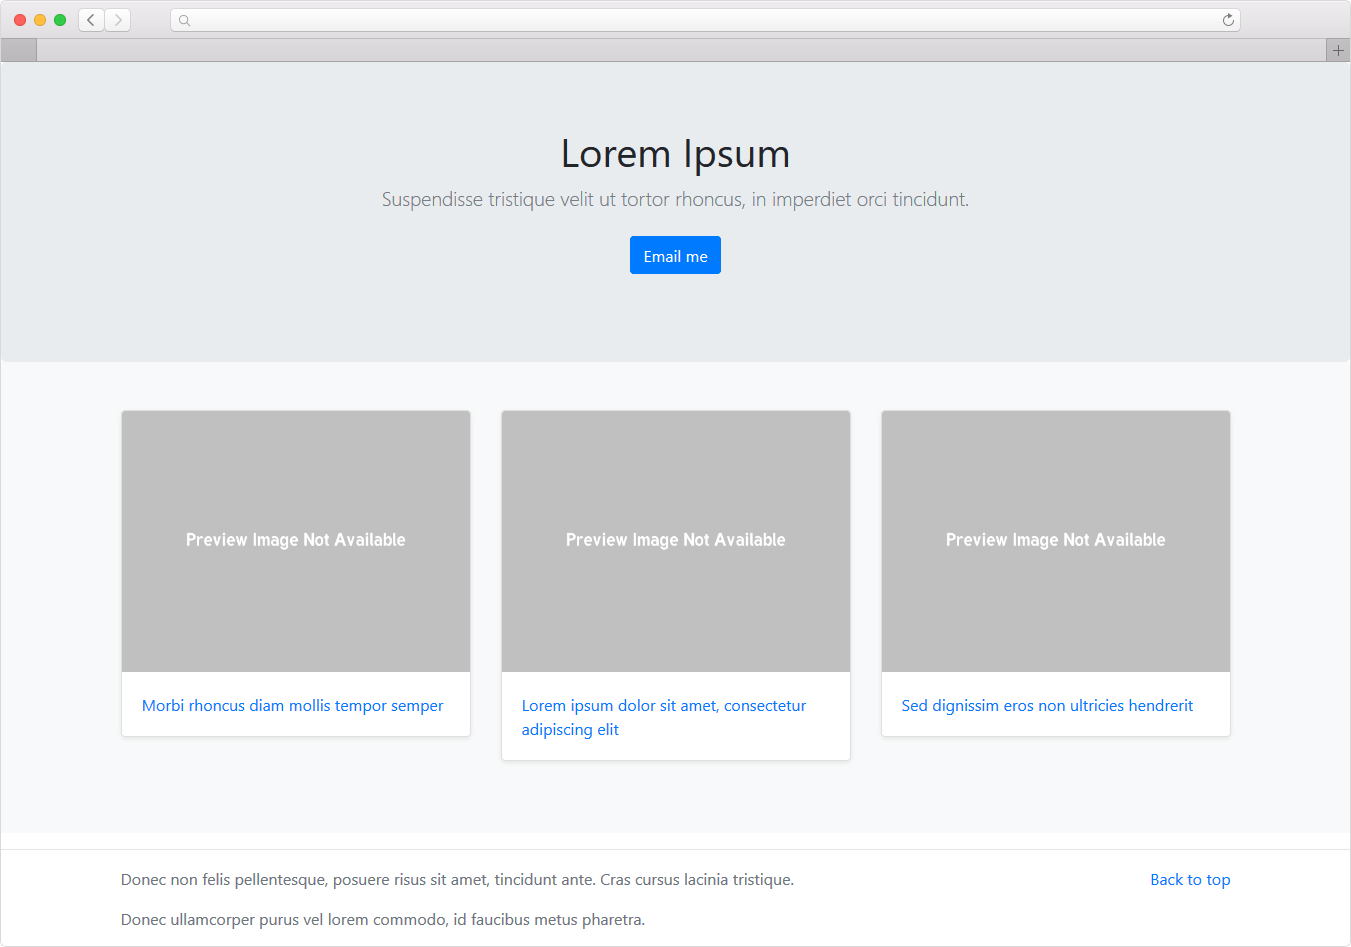 Lorem Ipsum
Suspendisse tristique velit ut tortor rhoncus, in imperdiet orci tincidunt.
Email me
Preview Image Not Available
Preview Image Not Available
Preview Image Not Available
Morbi rhoncus diam mollis tempor semper
Lorem ipsum dolor sit amet, consectetur
adipiscing elit
Sed dignissim eros non ultricies hendrerit
Donec non felis pellentesque, posuere risus sit amet, tincidunt ante. Cras cursus lacinia tristique.
Back to top
Donec ullamcorper purus vel lorem commodo, id faucibus metus pharetra.